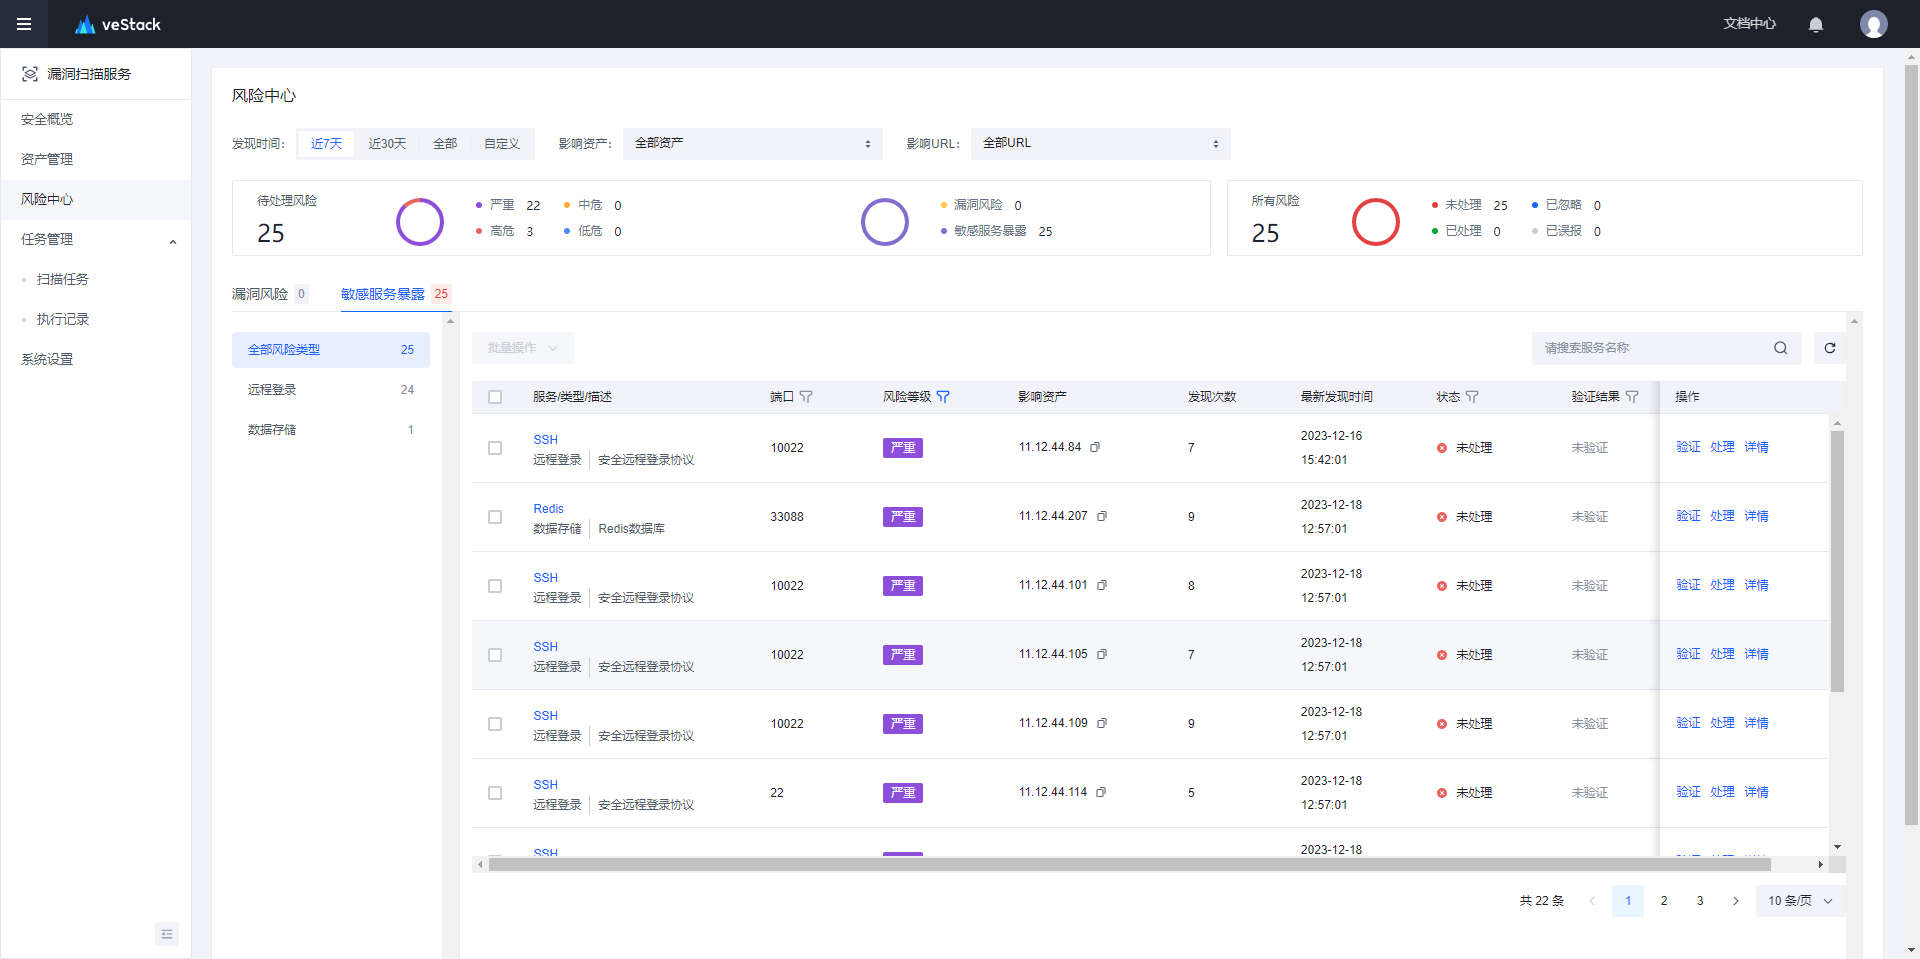 veStack
文档中心
漏洞扫描服务
安全概览
资产管理
风险中心
任务管理
扫描任务
执行记录
系统设置
风险中心
发现时间: 近7天 近30天 全部 自定义 影响资产: 全部资产 影响URL: 全部URL
待处理风险
25
严重 22 中危 0
高危 3 低危 0
漏洞风险 0
敏感服务暴露 25
所有风险
25
未处理 25 已忽略 0
已处理 0 已误报 0
漏洞风险 0 敏感服务暴露 25
全部风险类型 25
远程登录 24
数据存储 1
批量操作
请搜索服务名称
服务/类型/描述 端口 风险等级 影响资产 发现次数 最新发现时间 状态 验证结果 操作
SSH
远程登录 安全远程登录协议
10022 严重 11.12.44.84 7
2023-12-16
15:42:01
未处理 未验证 验证 处理 详情
Redis
数据存储 Redis数据库
33088 严重 11.12.44.207 9
2023-12-18
12:57:01
未处理 未验证 验证 处理 详情
SSH
远程登录 安全远程登录协议
10022 严重 11.12.44.101 8
2023-12-18
12:57:01
未处理 未验证 验证 处理 详情
SSH
远程登录 安全远程登录协议
10022 严重 11.12.44.105 7
2023-12-18
12:57:01
未处理 未验证 验证 处理 详情
SSH
远程登录 安全远程登录协议
10022 严重 11.12.44.109 9
2023-12-18
12:57:01
未处理 未验证 验证 处理 详情
SSH
远程登录 安全远程登录协议
22 严重 11.12.44.114 5
2023-12-18
12:57:01
未处理 未验证 验证 处理 详情
SSH
2023-12-18
共 22 条 1 2 3 10 条/页